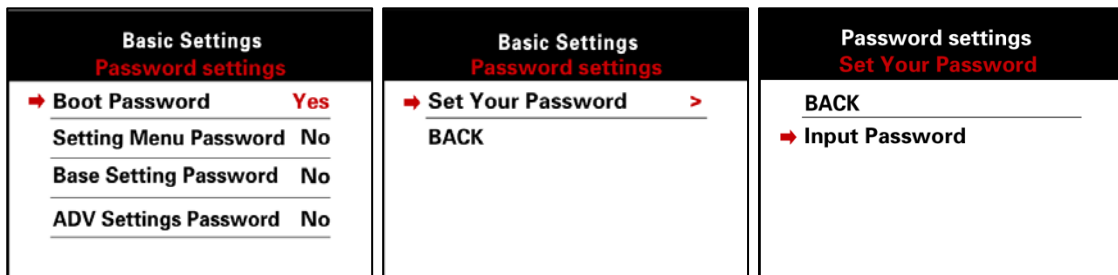 Basic Settings
Password settings
Boot Password Yes
Setting Menu Password No
Base Setting Password No
ADV Settings Password No
Basic Settings
Password settings
Set Your Password >
BACK
Password settings
Set Your Password
BACK
Input Password